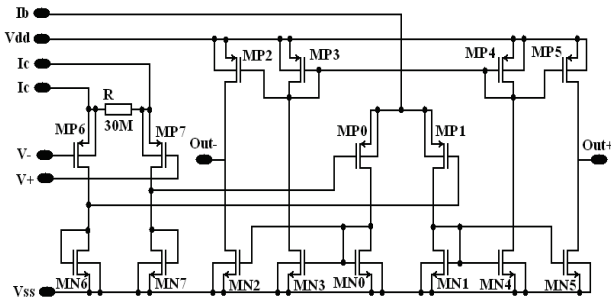 Ib
Vdd
MP2 MP3 MP4 MP5
Ic
Ic
R
30M
MP6 MP7 MP0 MP1
Out- Out+
V-
V+
MN6 MN7 MN2 MN3 MN0 MN1 MN4 MN5
Vss